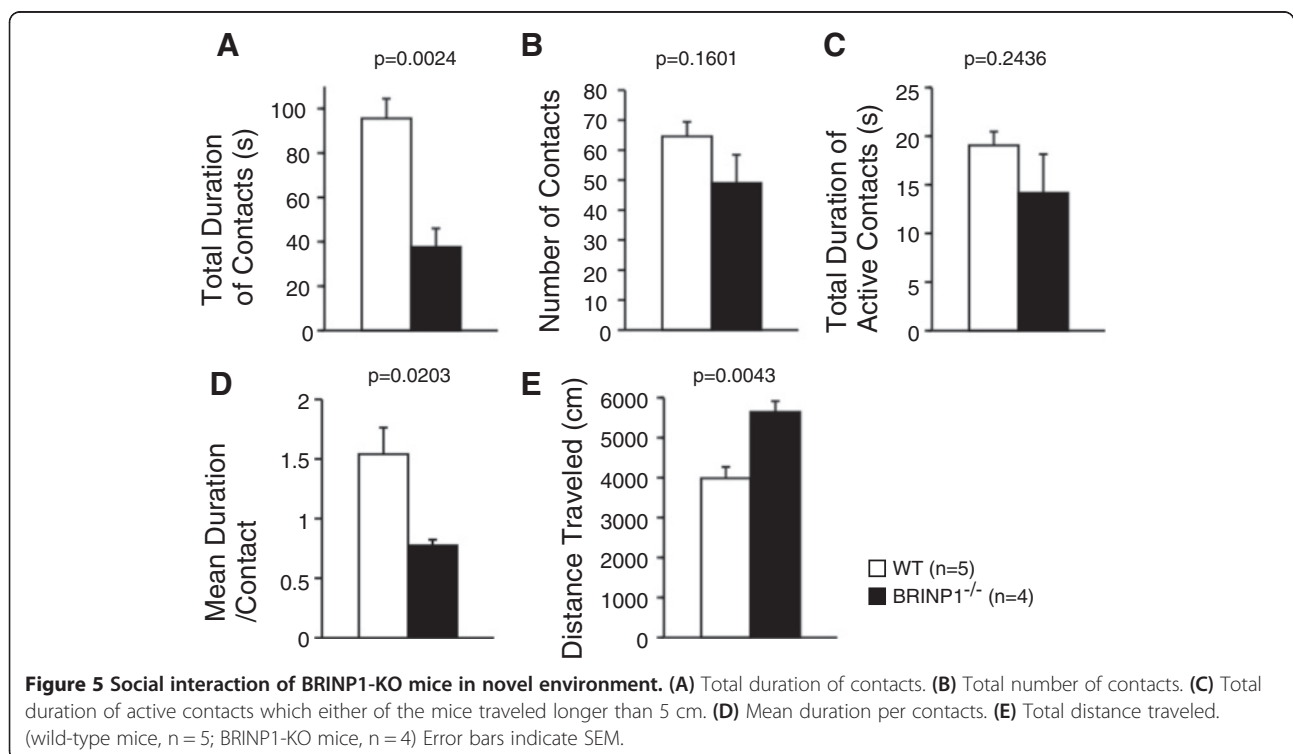 A
p=0.0024
Total Duration
of Contacts (s)
100
80
60
40
20
0
B
p=0.1601
Number of Contacts
80
70
60
50
40
30
20
10
0
C
p=0.2436
Total Duration of
Active Contacts (s)
25
20
15
10
5
0
D
p=0.0203
Mean Duration
/Contact
2
1.5
1
0.5
0
E
p=0.0043
Distance Traveled (cm)
6000
5000
4000
3000
2000
1000
0
WT (n=5)
BRINP1-/- (n=4)
Figure 5 Social interaction of BRINP1-KO mice in novel environment. (A) Total duration of contacts. (B) Total number of contacts. (C) Total
duration of active contacts which either of the mice traveled longer than 5 cm. (D) Mean duration per contacts. (E) Total distance traveled.
(wild-type mice, n = 5; BRINP1-KO mice, n = 4) Error bars indicate SEM.